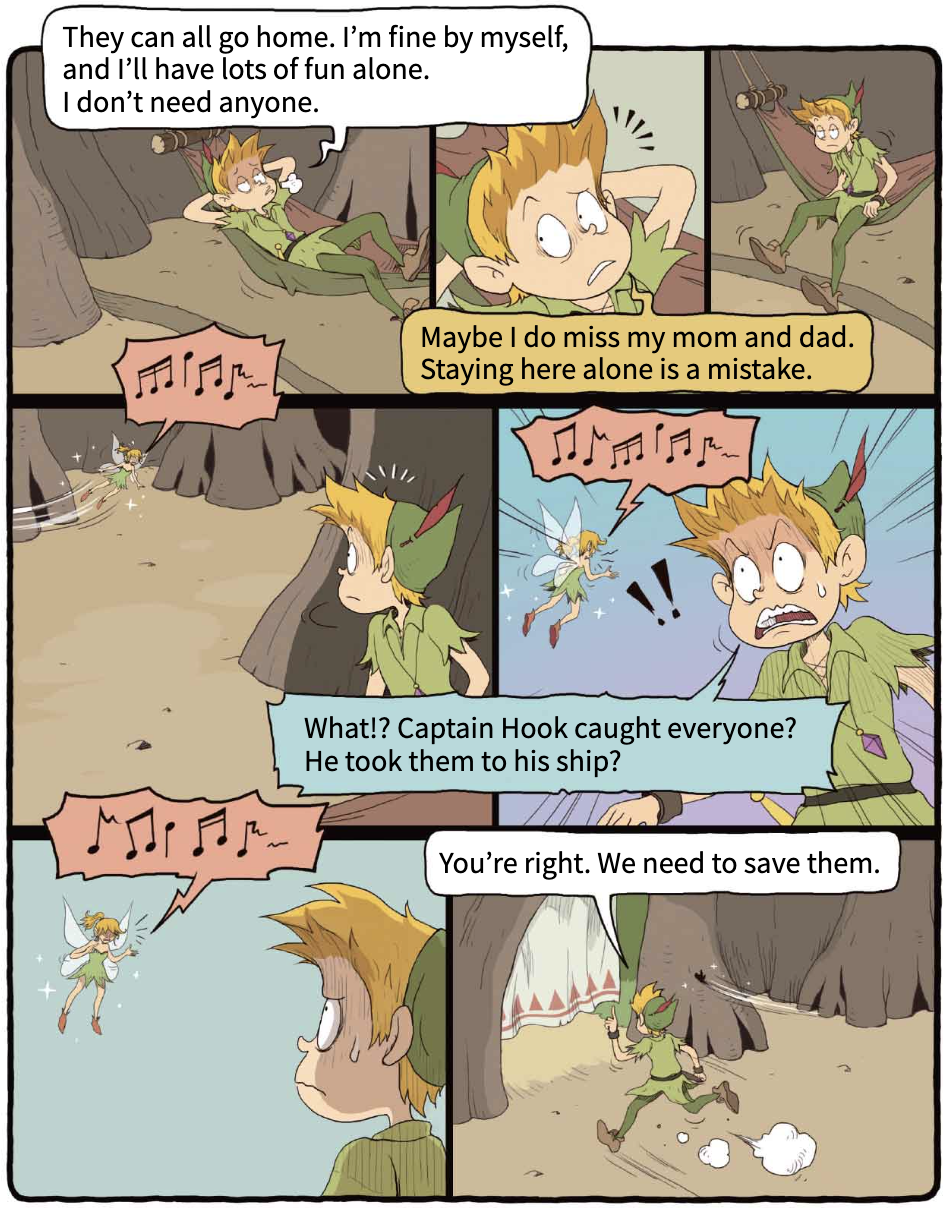 They can all go home. I’m fine by myself,
and I’ll have lots of fun alone.
I don’t need anyone.
Maybe I do miss my mom and dad.
Staying here alone is a mistake.
What!? Captain Hook caught everyone?
He took them to his ship?
You’re right. We need to save them.